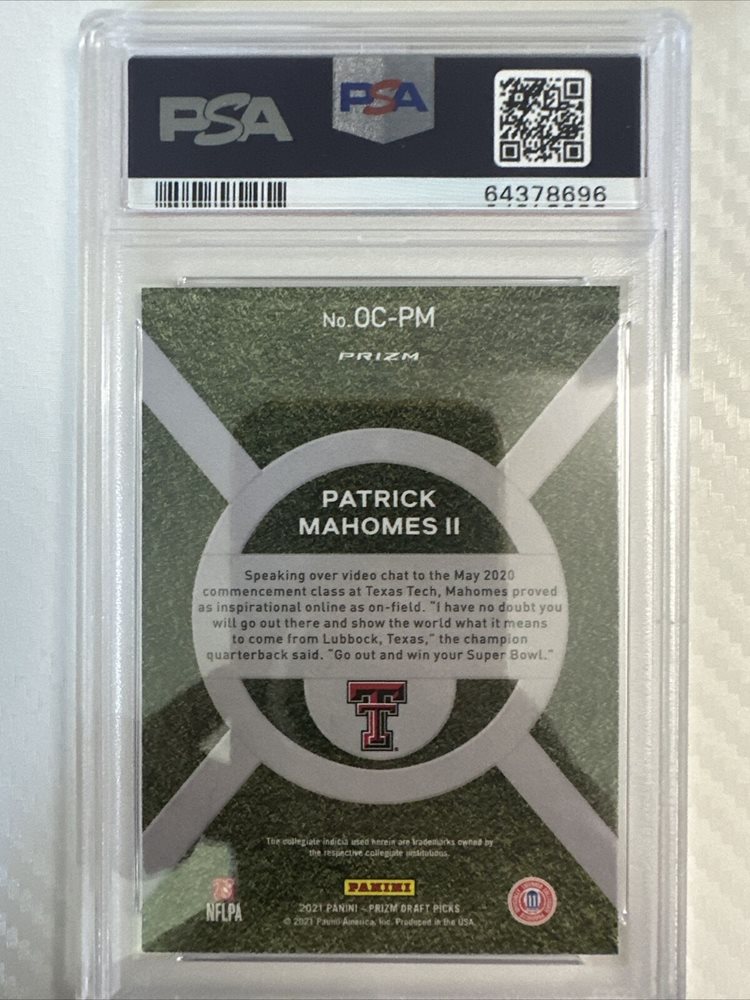 PSA PSA
64378696
No. OC-PM
PRIZM
PATRICK
MAHOMES II
Speaking over video chat to the May 2020
commencement class at Texas Tech, Mahomes proved
as inspirational online as on-field. "I have no doubt you
will go out there and show the world what it means
to come from Lubbock, Texas," the champion
quarterback said. "Go out and win your Super Bowl."
The collegiate indicia used herein are trademarks owned by
the respective collegiate institutions.
PANINI
NFLPA
2021 PANINI – PRIZM DRAFT PICKS
© 2021 Panini America, Inc. Produced in the USA.